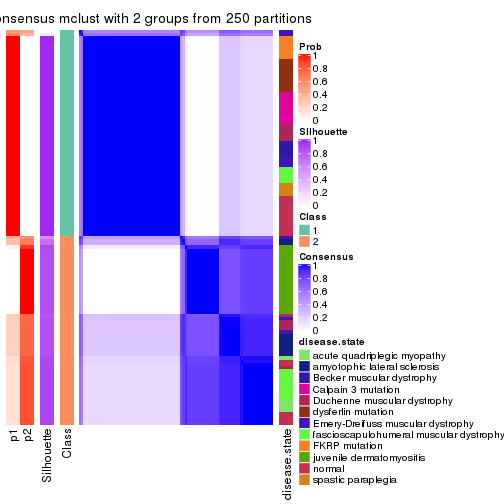 onsensus mclust with 2 groups from 250 partitions
Prob
0.8
0.6
0.4
0.2
0
Silhouette
1
0.8
0.6
0.4
0.2
0
Class
1
2
Consensus
1
0.8
0.6
0.4
0.2
0
disease.state
acute quadriplegic myopathy
amyotophic lateral sclerosis
Becker muscular dystrophy
Calpain 3 mutation
Duchenne muscular dystrophy
dysferlin mutation
Emery-Dreifuss muscular dystrophy
fascioscapulohumeral muscular dystrophy
FKRP mutation
juvenile dermatomyositis
normal
spastic paraplegia
p1
p2
Silhouette
Class
disease.state